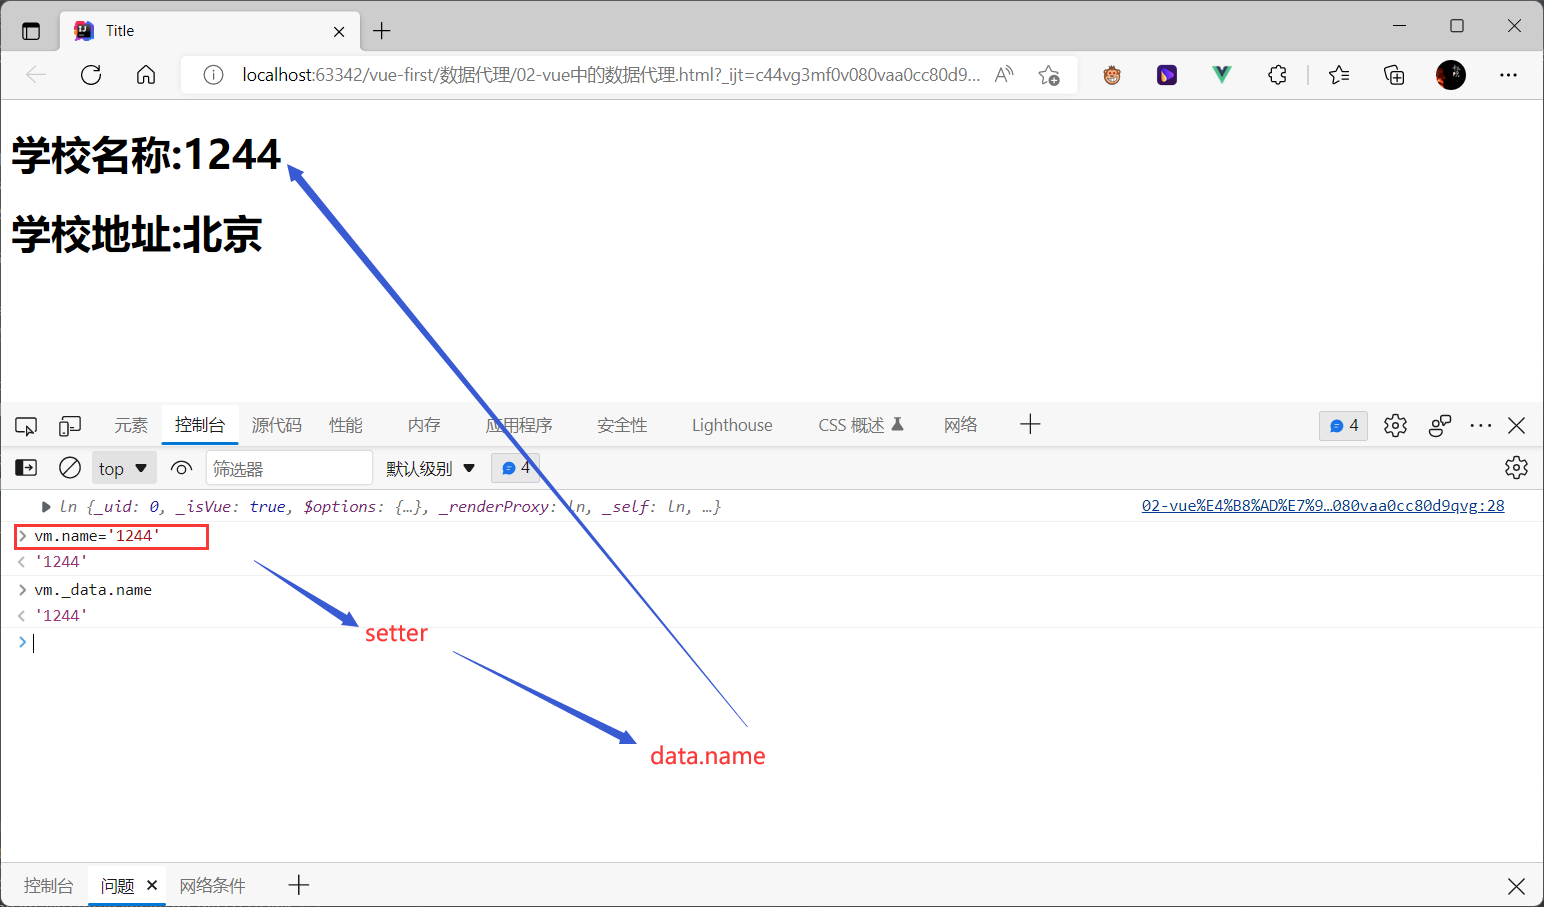 Title
localhost:63342/vue-first/数据代理/02-vue中的数据代理.html?_ijt=c44vg3mf0v080vaa0cc80d9...
学校名称:1244
学校地址:北京
元素 控制台 源代码 性能 内存 应用程序 安全性 Lighthouse CSS 概述 网络 4
top 筛选器 默认级别 4
ln {_uid: 0, _isVue: true, $options: {…}, _renderProxy: ln, _self: ln, …} 02-vue%E4%B8%AD%E7%9…080vaa0cc80d9qvg:28
vm.name='1244'
'1244'
vm._data.name
'1244'
setter
data.name
控制台 问题 网络条件